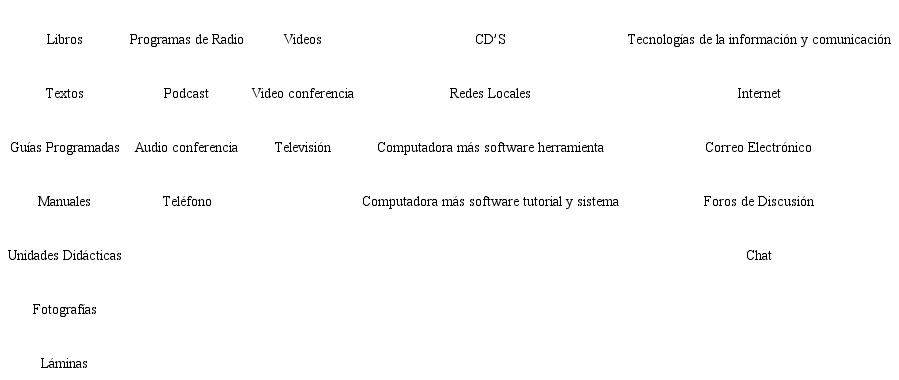 Libros Programas de Radio Videos CD’S Tecnologías de la información y comunicación
Textos Podcast Video conferencia Redes Locales Internet
Guías Programadas Audio conferencia Televisión Computadora más software herramienta Correo Electrónico
Manuales Teléfono Computadora más software tutorial y sistema Foros de Discusión
Unidades Didácticas Chat
Fotografías
Láminas